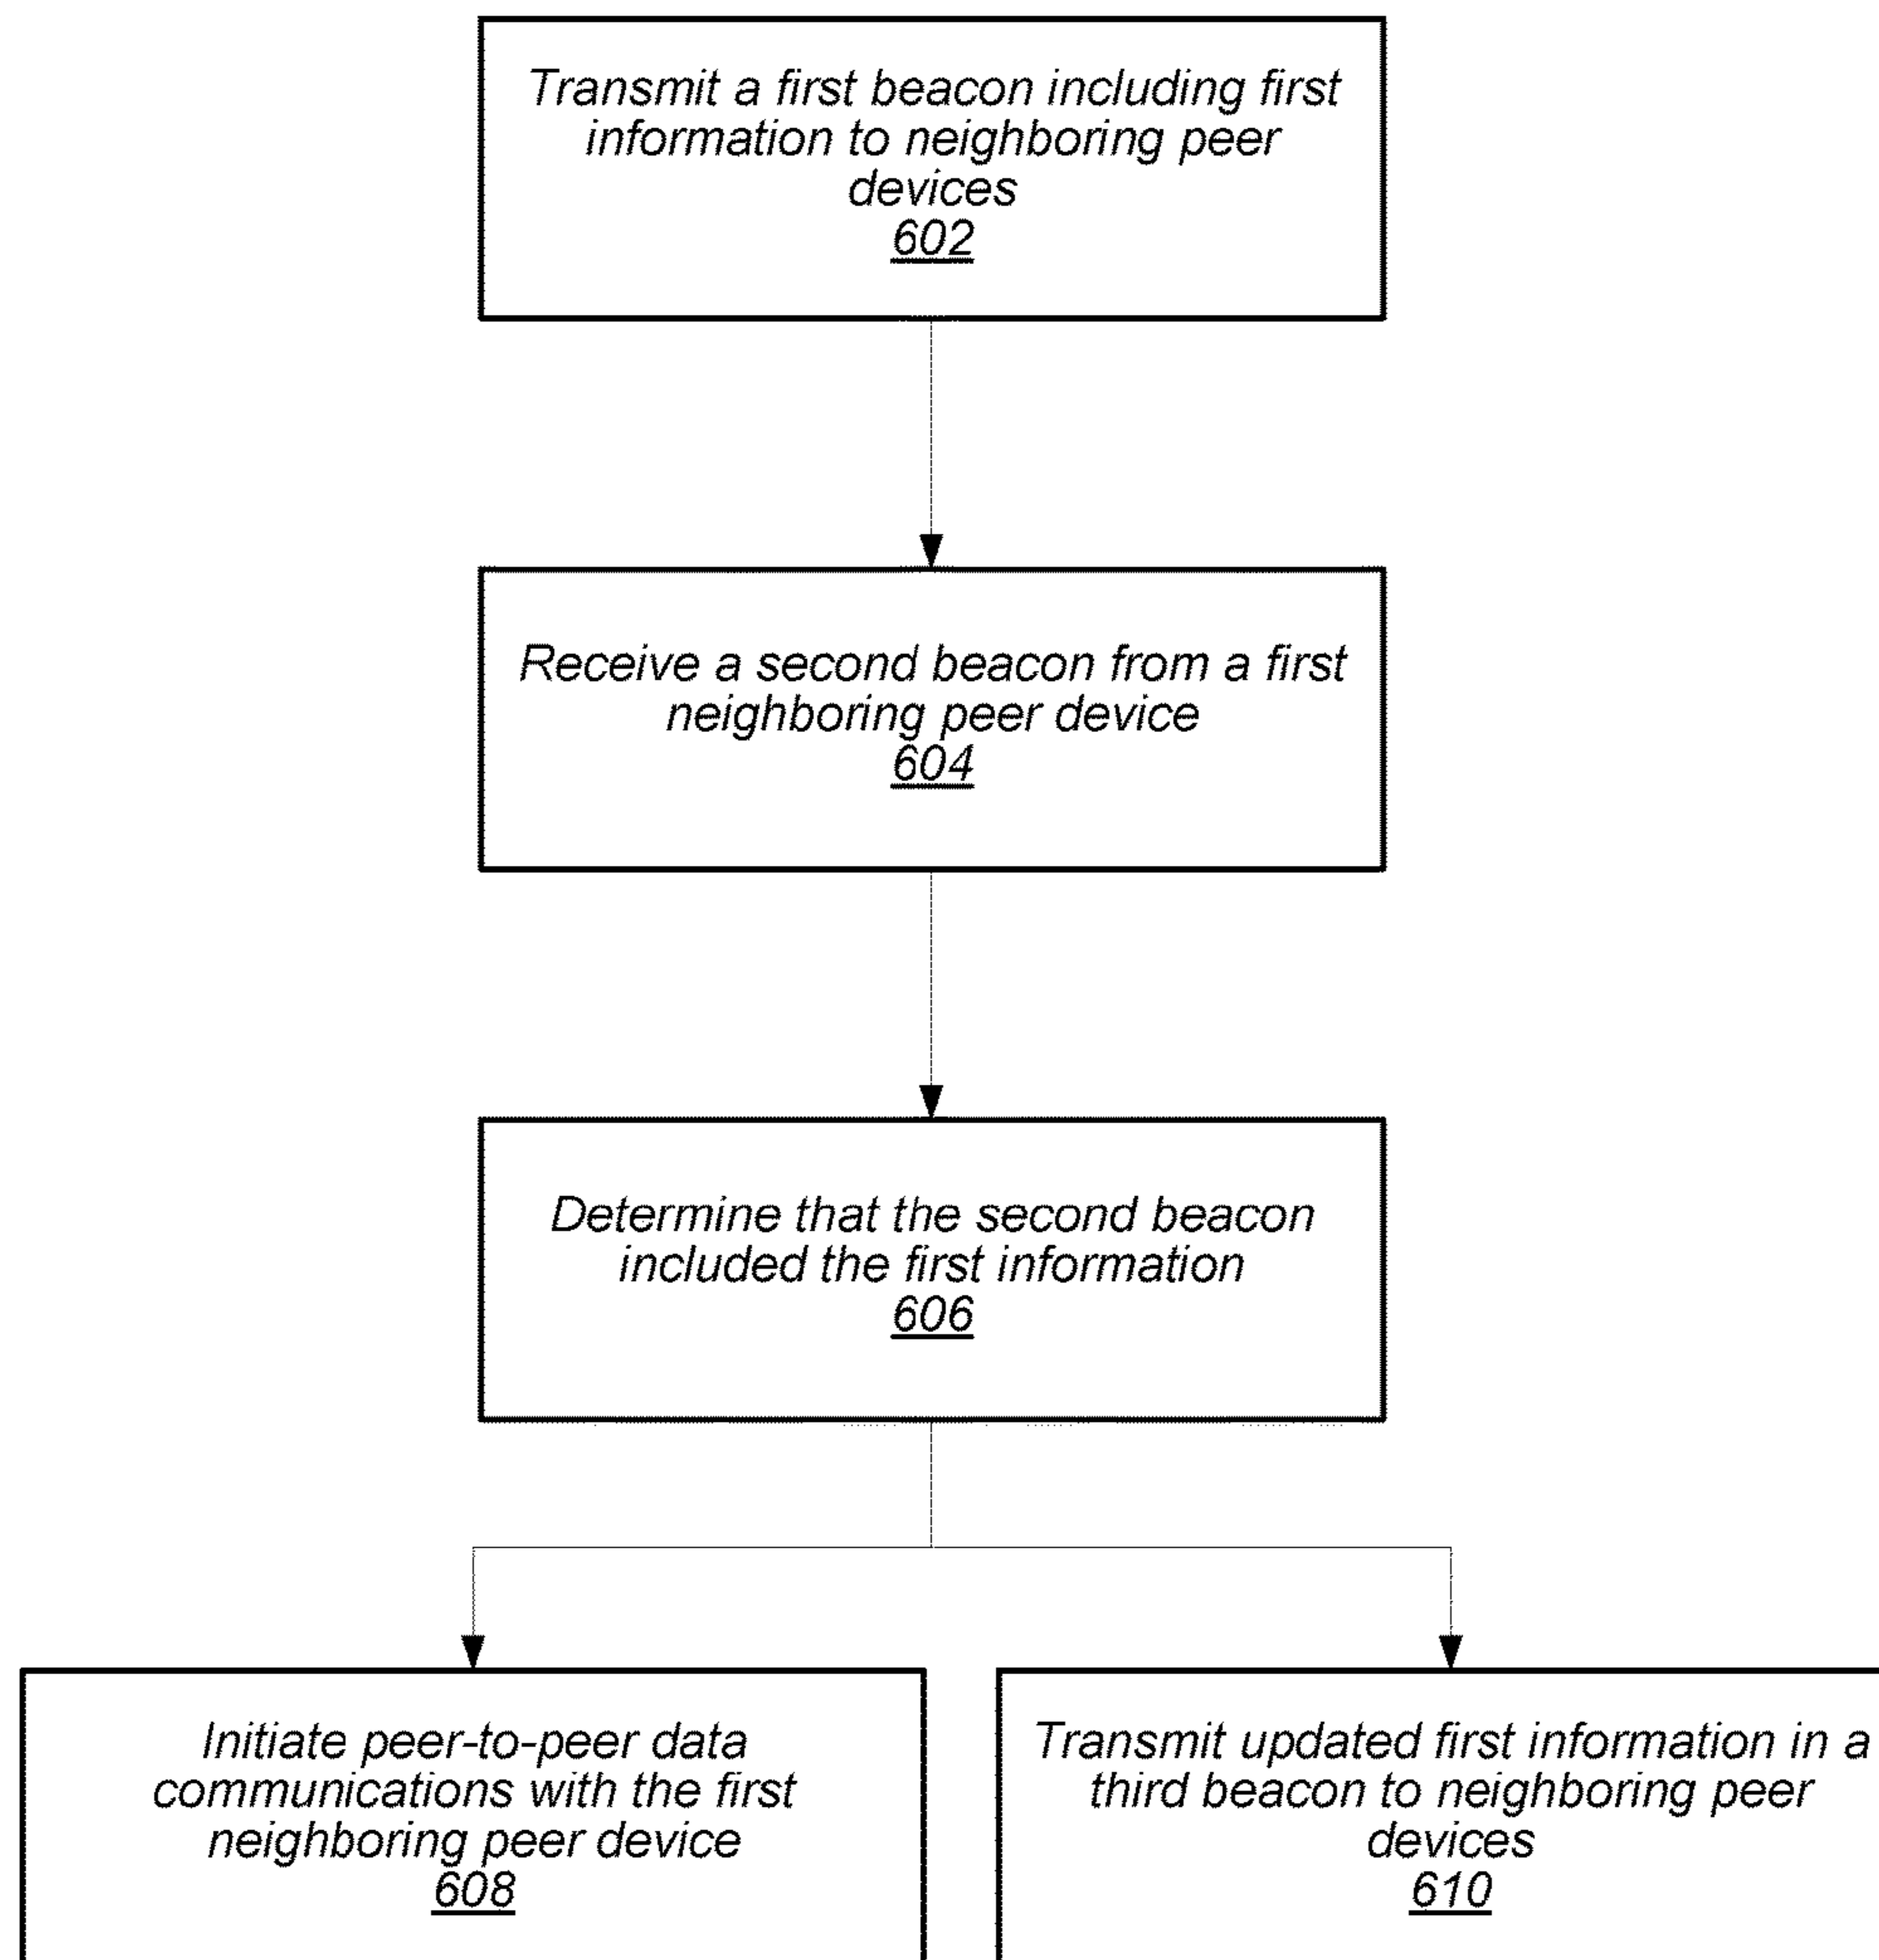 Transmit a first beacon including first
information to neighboring peer
devices
602
Receive a second beacon from a first
neighboring peer device
604
Determine that the second beacon
included the first information
606
Initiate peer-to-peer data
communications with the first
neighboring peer device
608
Transmit updated first information in a
third beacon to neighboring peer
devices
610